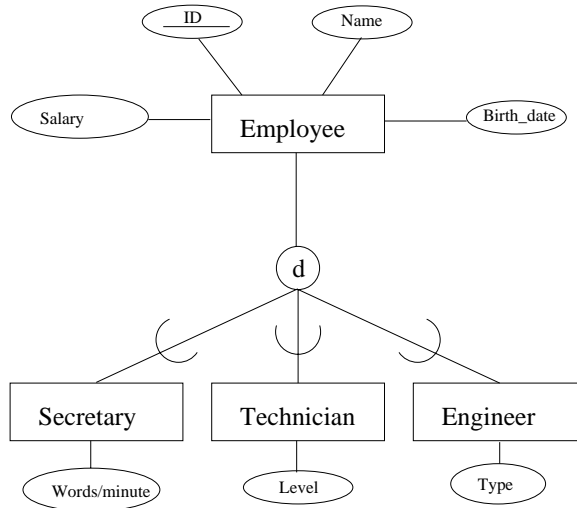 ID
Name
Salary
Employee
Birth_date
d
Secretary
Technician
Engineer
Words/minute
Level
Type